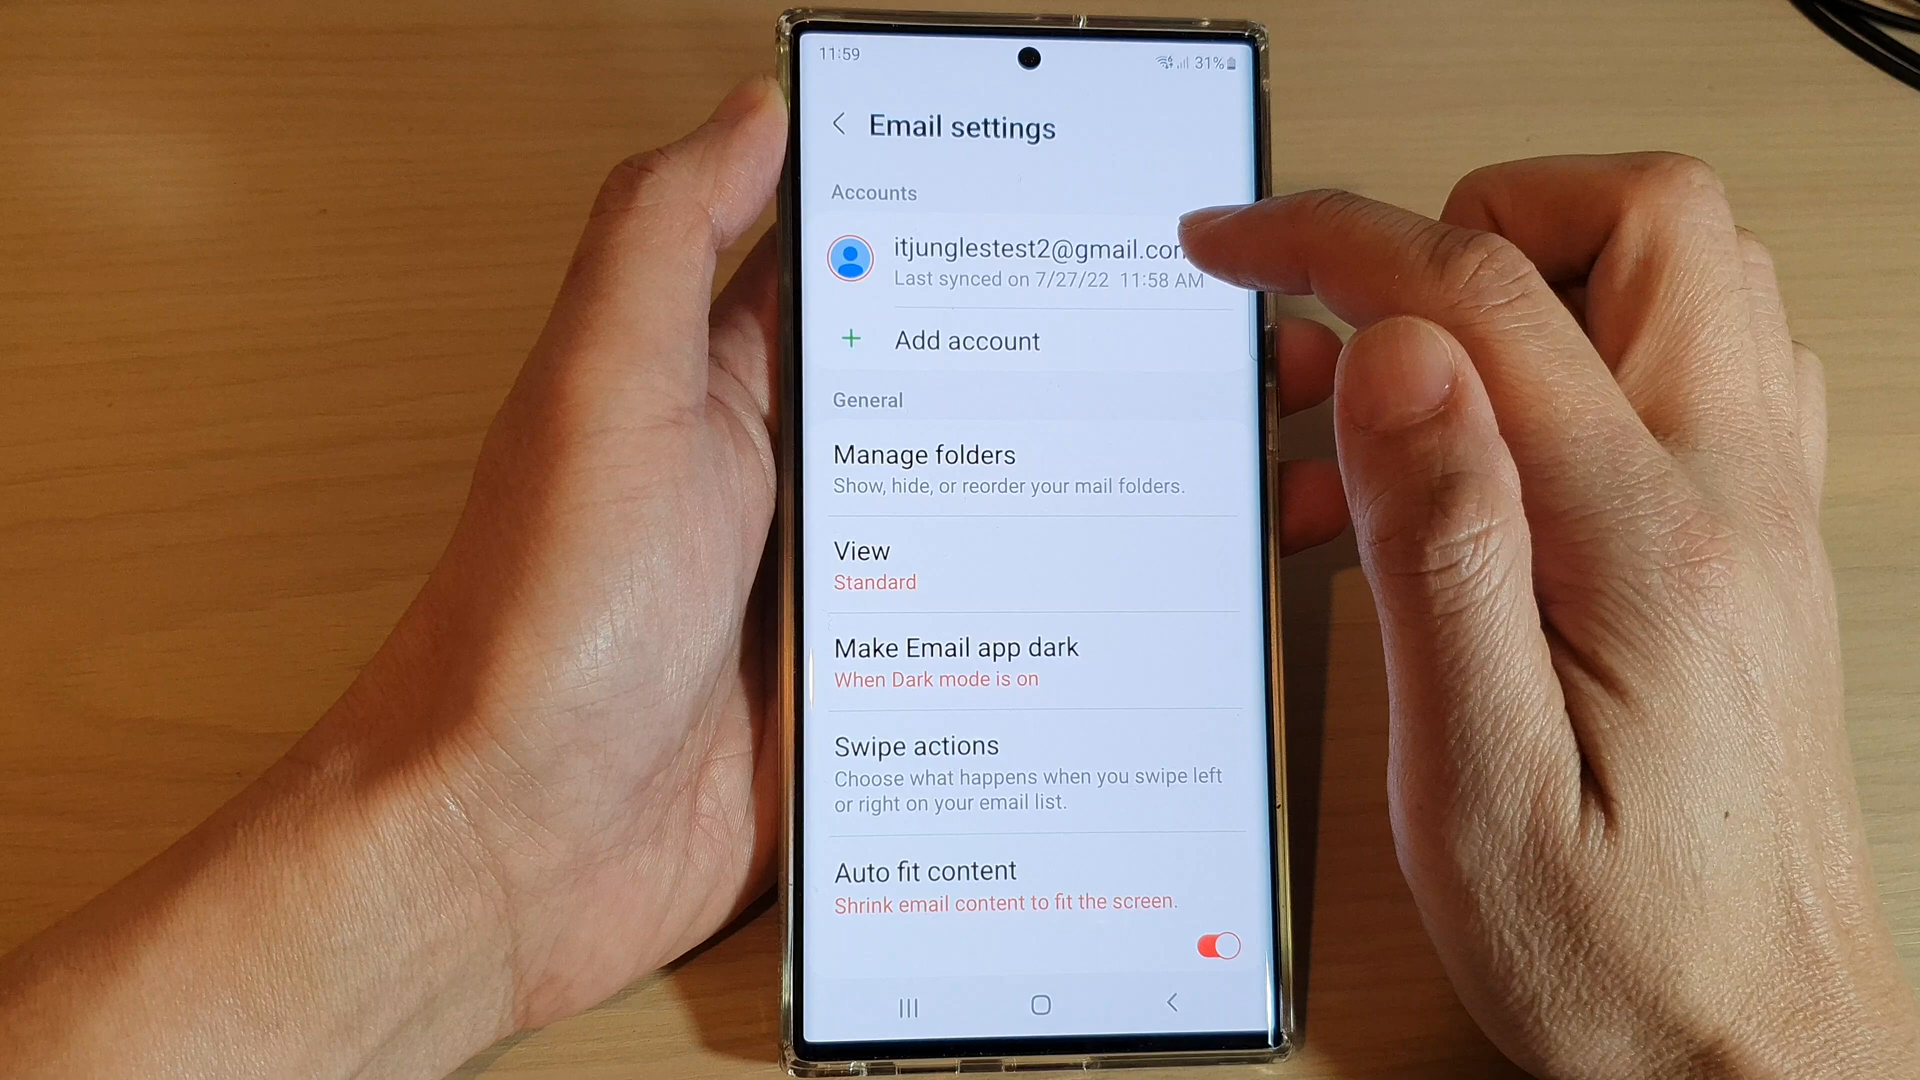 11:59
31%
Email settings
Accounts
itjunglestest2@gmail.com
Last synced on 7/27/22 11:58 AM
Add account
General
Manage folders
Show, hide, or reorder your mail folders.
View
Standard
Make Email app dark
When Dark mode is on
Swipe actions
Choose what happens when you swipe left
or right on your email list.
Auto fit content
Shrink email content to fit the screen.